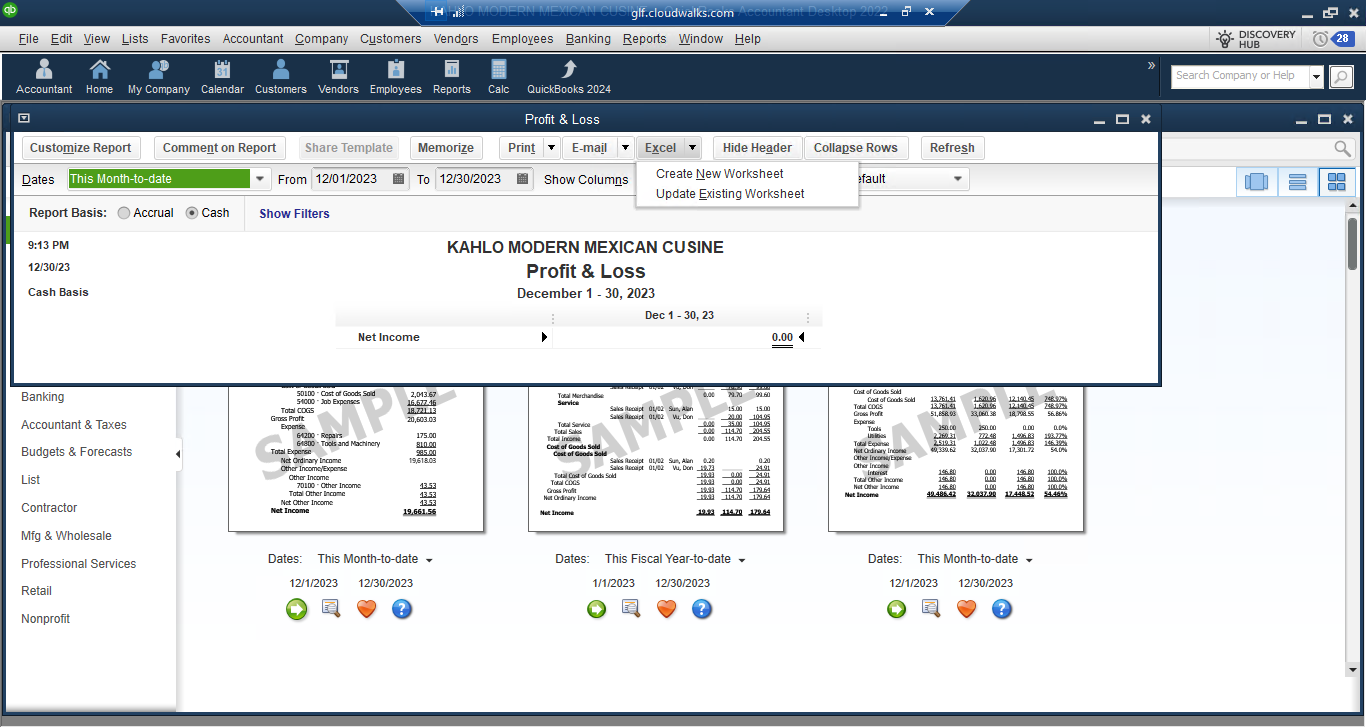 KAHLO MODERN MEXICAN CUSINE
Accountant Desktop 2022
glf.cloudwalks.com
File Edit View Lists Favorites Accountant Company Customers Vendors Employees Banking Reports Window Help
DISCOVERY HUB
28
Accountant Home My Company Calendar Customers Vendors Employees Reports Calc QuickBooks 2024
31
Search Company or Help
Profit & Loss
Customize Report Comment on Report Share Template Memorize Print E-mail Excel Hide Header Collapse Rows Refresh
Dates This Month-to-date From 12/01/2023 To 12/30/2023 Show Columns efault
Create New Worksheet
Update Existing Worksheet
Report Basis: Accrual Cash Show Filters
9:13 PM
12/30/23
Cash Basis
KAHLO MODERN MEXICAN CUSINE
Profit & Loss
December 1 - 30, 2023
Dec 1 - 30, 23
Net Income 0.00
Banking
Accountant & Taxes
Budgets & Forecasts
List
Contractor
Mfg & Wholesale
Professional Services
Retail
Nonprofit
SAMPLE
50100 · Cost of Goods Sold 2,043.67
54000 · Job Expenses 16,677.46
Total COGS 18,721.13
Gross Profit 20,603.03
Expense
64200 · Repairs 175.00
64800 · Tools and Machinery 810.00
Total Expense 985.00
Net Ordinary Income 19,618.03
Other Income/Expense
Other Income
70100 · Other Income 43.53
Total Other Income 43.53
Net Other Income 43.53
Net Income 19,661.56
SAMPLE
Total Merchandise 0.00 79.70 99.60
Service
Sales Receipt 01/02 Sun, Alan 15.00 15.00
Sales Receipt 01/02 Vu, Don 0.00 20.00 104.95
Total Service 0.00 35.00 104.95
Total Sales 0.00 114.70 204.55
Total Income 0.00 114.70 204.55
Cost of Goods Sold
Cost of Goods Sold
Sales Receipt 01/02 Sun, Alan 0.20 0.20
Sales Receipt 01/02 Vu, Don 19.73 24.91
Total Cost of Goods Sold 19.93 0.00 24.91
Total COGS 19.93 0.00 24.91
Gross Profit 19.93 114.70 179.64
Net Ordinary Income 19.93 114.70 179.64
Net Income 19.93 114.70 179.64
SAMPLE
Cost of Goods Sold
Cost of Goods Sold 13,761.41 1,620.96 12,140.45 748.97%
Total COGS 13,761.41 1,620.96 12,140.45 748.97%
Gross Profit 51,858.93 33,060.38 18,798.55 56.86%
Expense
Tools 250.00 250.00 0.00 0.0%
Utilities 2,269.31 772.48 1,496.83 193.77%
Total Expense 2,519.31 1,022.48 1,496.83 146.39%
Net Ordinary Income 49,339.62 32,037.90 17,301.72 54.0%
Other Income/Expense
Other Income
Interest 146.80 0.00 146.80 100.0%
Total Other Income 146.80 0.00 146.80 100.0%
Net Other Income 146.80 0.00 146.80 100.0%
Net Income 49,486.42 32,037.90 17,448.52 54.46%
Dates: This Month-to-date
12/1/2023 12/30/2023
Dates: This Fiscal Year-to-date
1/1/2023 12/30/2023
Dates: This Month-to-date
12/1/2023 12/30/2023